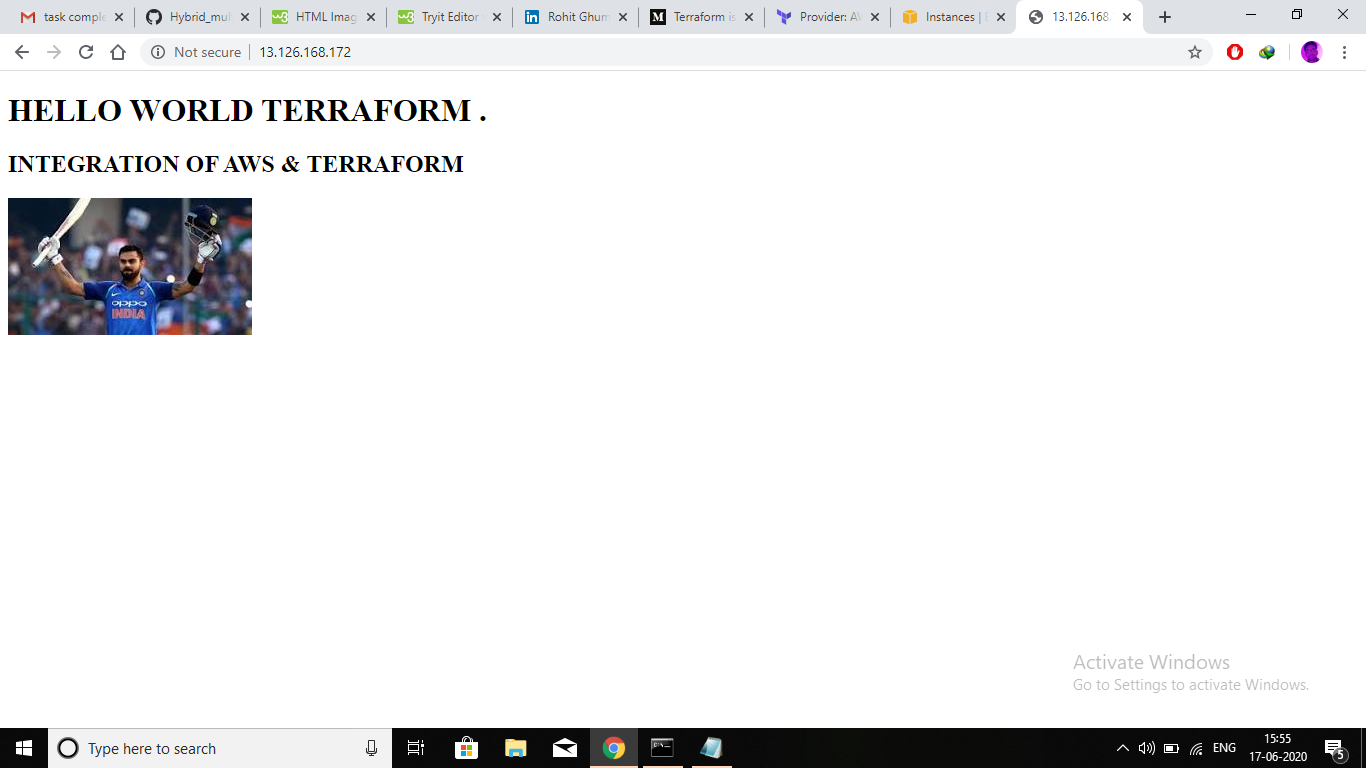 task comple
Hybrid_mul
HTML Imag
Tryit Editor
Rohit Ghum
Terraform is
Provider: AV
Instances | E
13.126.168.
Not secure
13.126.168.172
HELLO WORLD TERRAFORM .
INTEGRATION OF AWS & TERRAFORM
oppo
INDIA
Activate Windows
Go to Settings to activate Windows.
Type here to search
ENG
15:55
17-06-2020
5